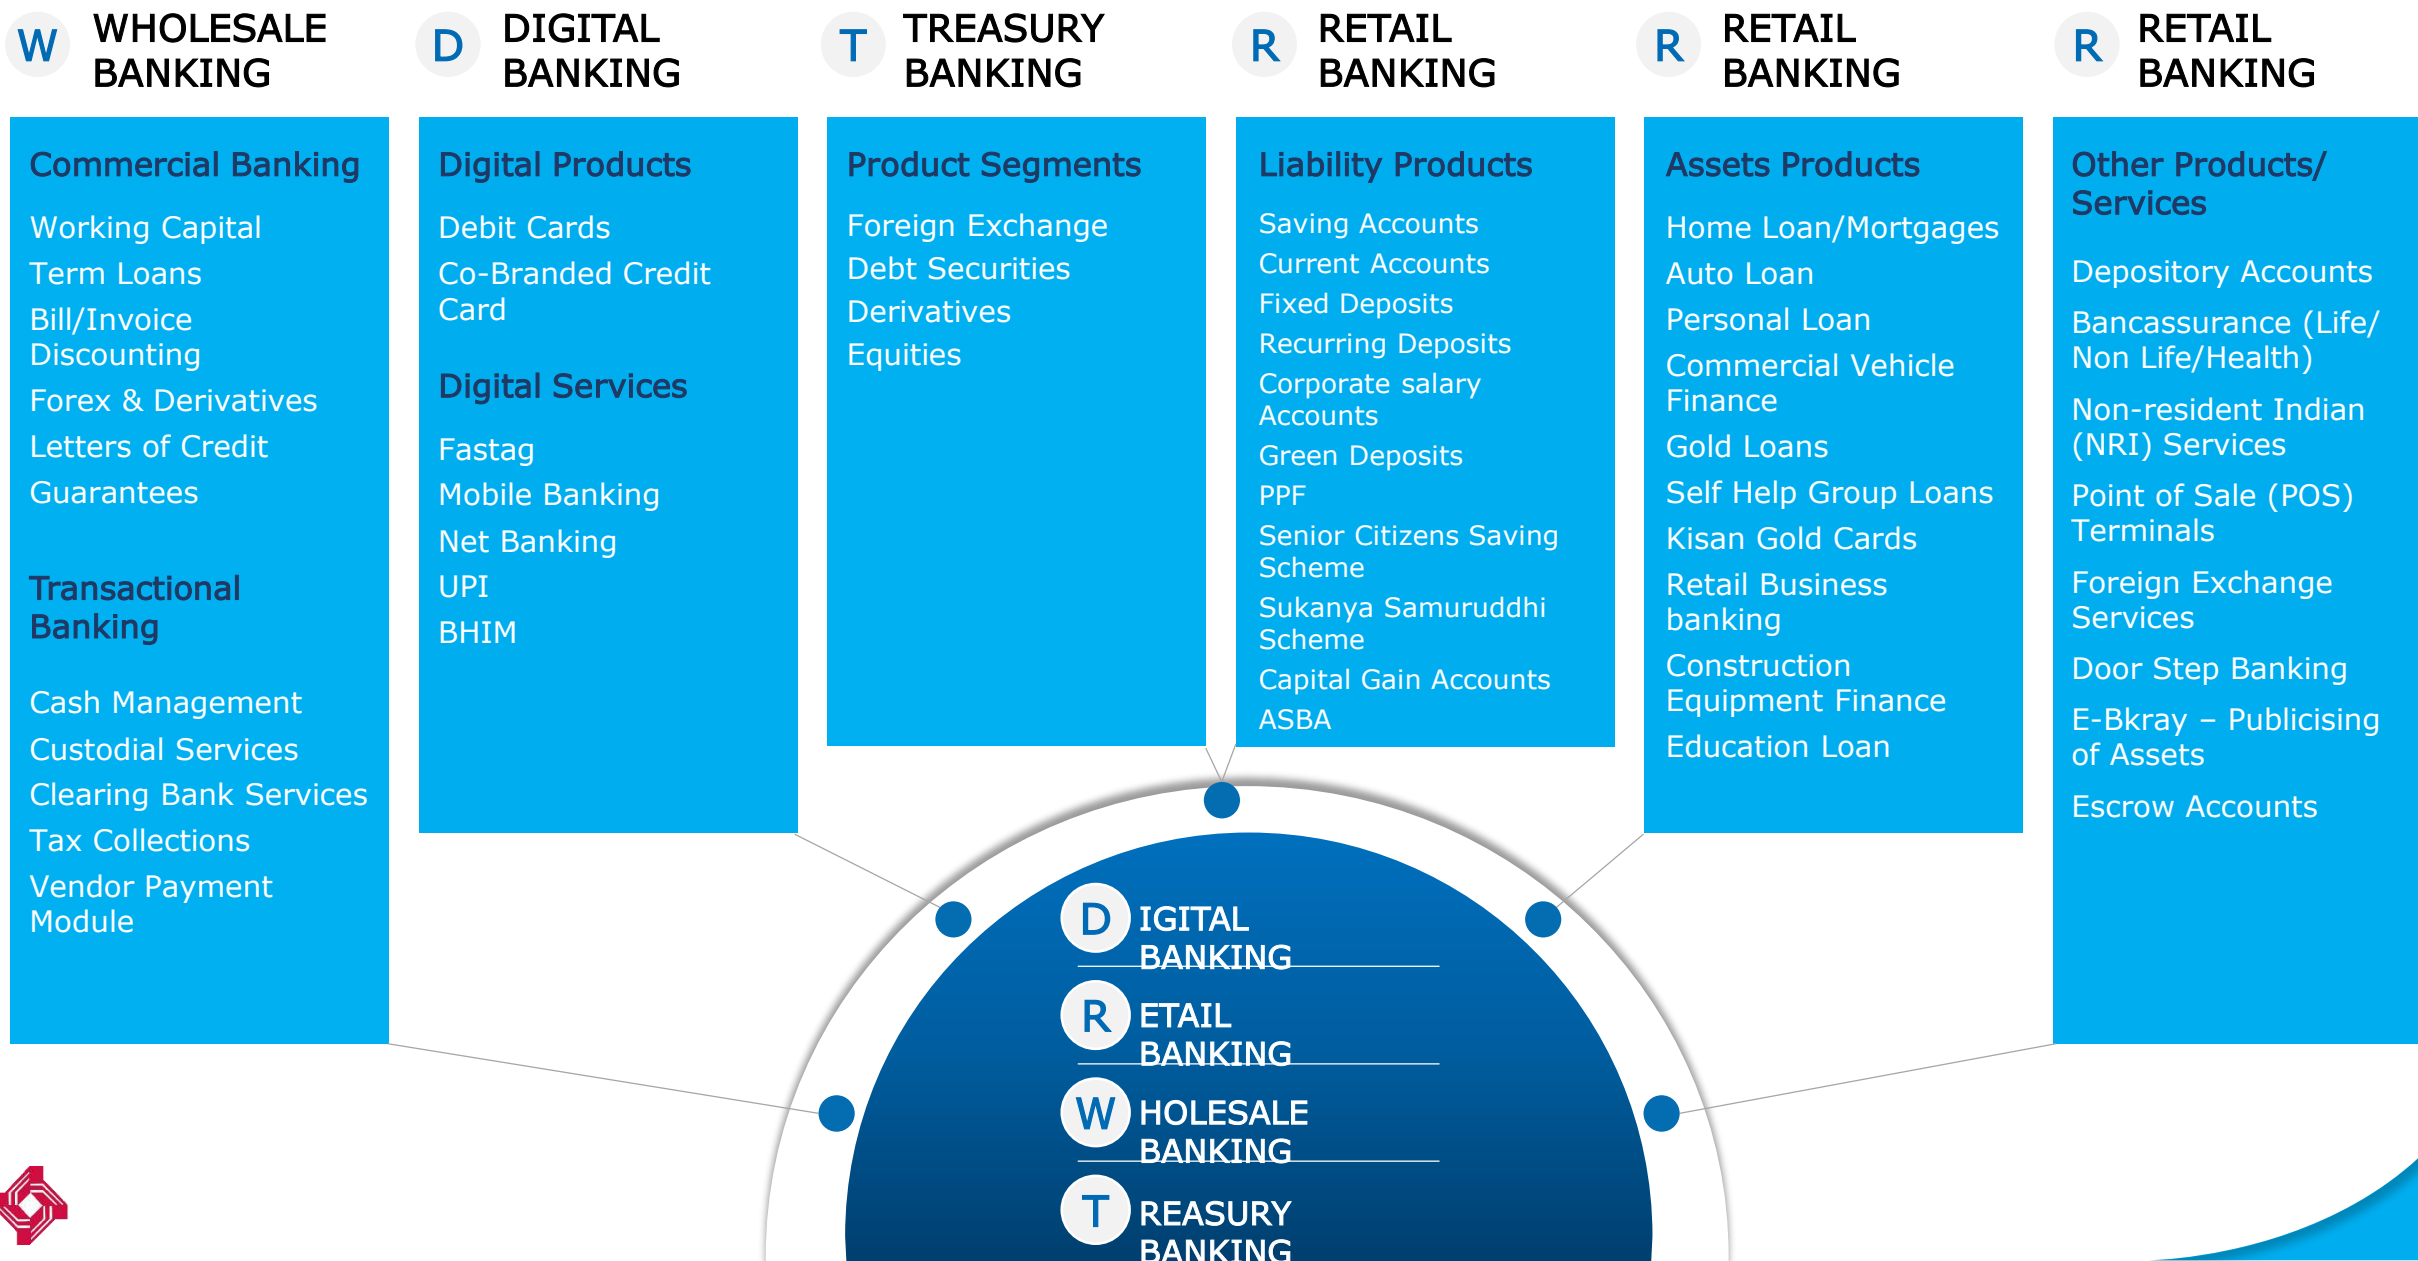 W WHOLESALE
BANKING
Commercial Banking
Working Capital
Term Loans
Bill/Invoice
Discounting
Forex & Derivatives
Letters of Credit
Guarantees
Transactional
Banking
Cash Management
Custodial Services
Clearing Bank Services
Tax Collections
Vendor Payment
Module
D DIGITAL
BANKING
Digital Products
Debit Cards
Co-Branded Credit
Card
Digital Services
Fastag
Mobile Banking
Net Banking
UPI
BHIM
T TREASURY
BANKING
Product Segments
Foreign Exchange
Debt Securities
Derivatives
Equities
R RETAIL
BANKING
Liability Products
Saving Accounts
Current Accounts
Fixed Deposits
Recurring Deposits
Corporate salary
Accounts
Green Deposits
PPF
Senior Citizens Saving
Scheme
Sukanya Samuruddhi
Scheme
Capital Gain Accounts
ASBA
R RETAIL
BANKING
Assets Products
Home Loan/Mortgages
Auto Loan
Personal Loan
Commercial Vehicle
Finance
Gold Loans
Self Help Group Loans
Kisan Gold Cards
Retail Business
banking
Construction
Equipment Finance
Education Loan
R RETAIL
BANKING
Other Products/
Services
Depository Accounts
Bancassurance (Life/
Non Life/Health)
Non-resident Indian
(NRI) Services
Point of Sale (POS)
Terminals
Foreign Exchange
Services
Door Step Banking
E-Bkray – Publicising
of Assets
Escrow Accounts
D IGITAL
BANKING
R ETAIL
BANKING
W HOLESALE
BANKING
T REASURY
BANKING